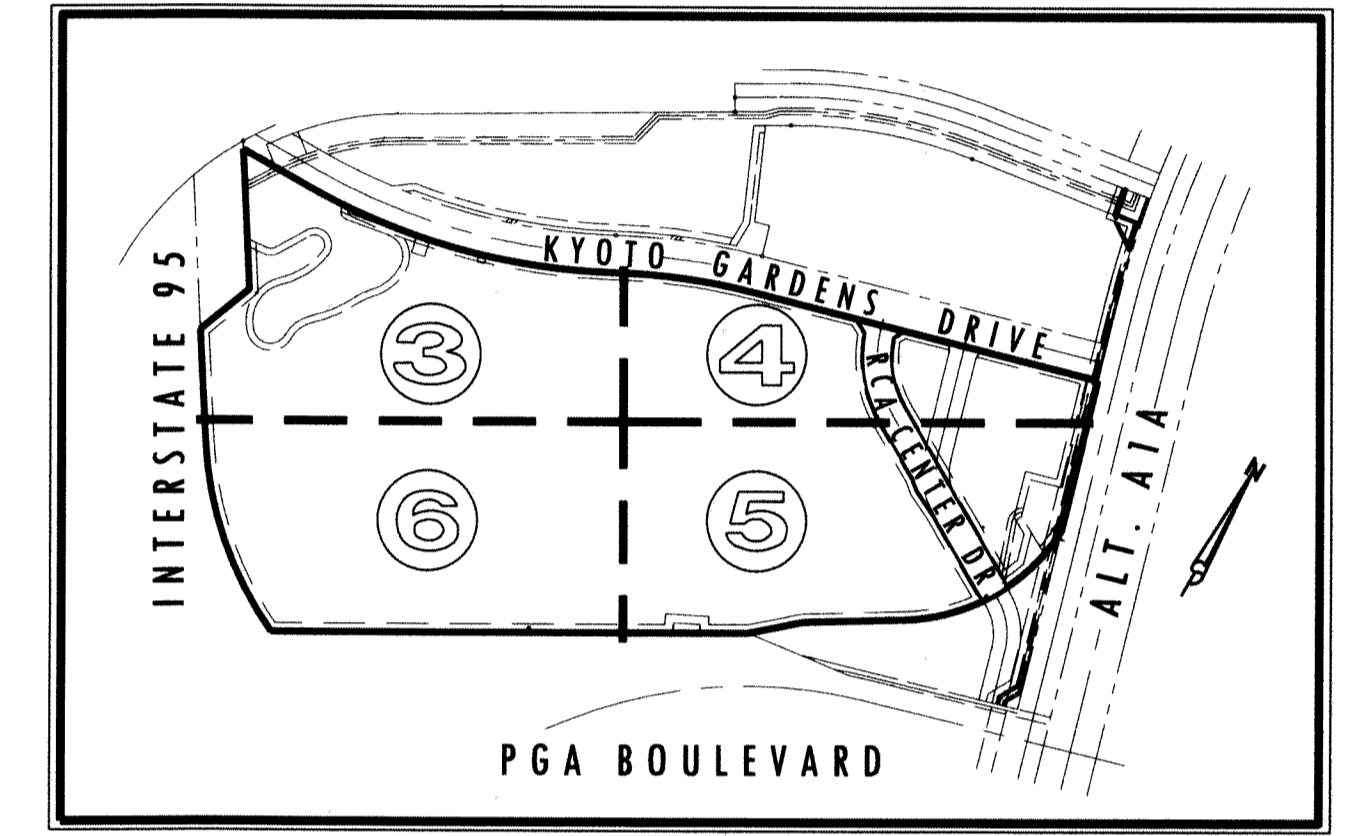 KYOTO GARDENS DRIVE
INTERSTATE 95
3
4
RCA CENTER DR
ALT. A1A
N
6
5
PGA BOULEVARD